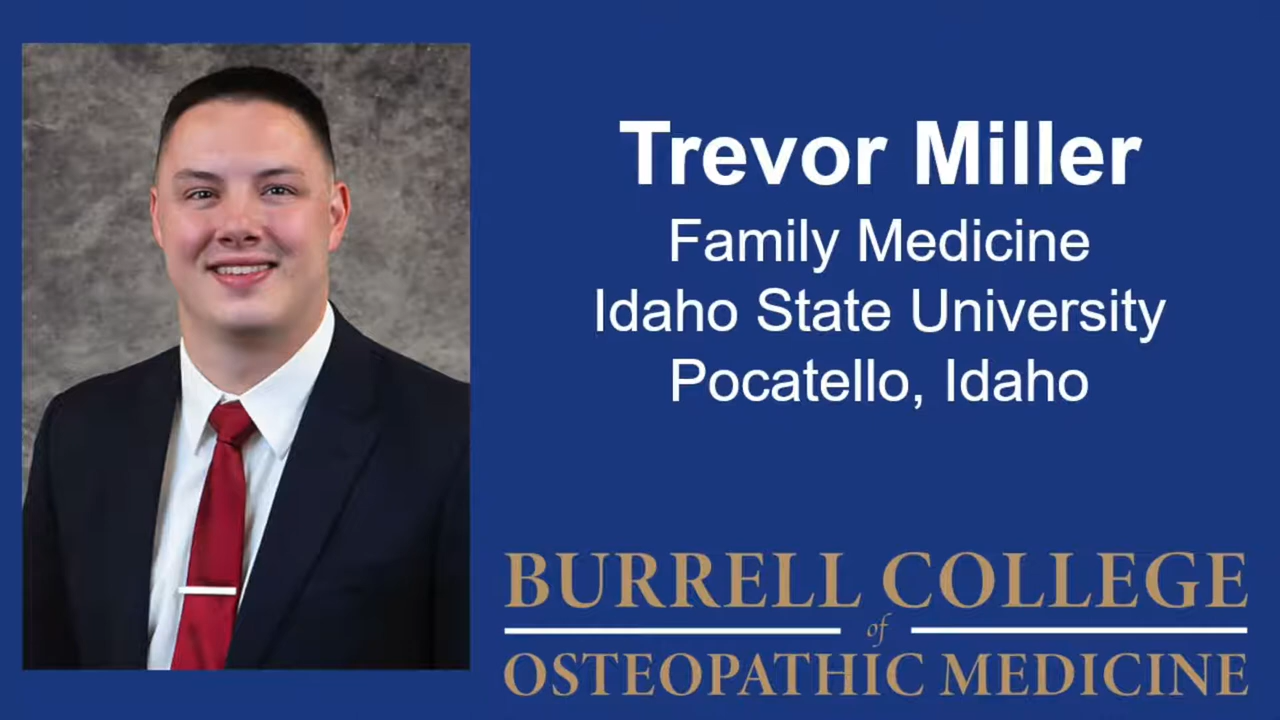 Trevor Miller
Family Medicine
Idaho State University
Pocatello, Idaho
BURRELL COLLEGE
of
OSTEOPATHIC MEDICINE